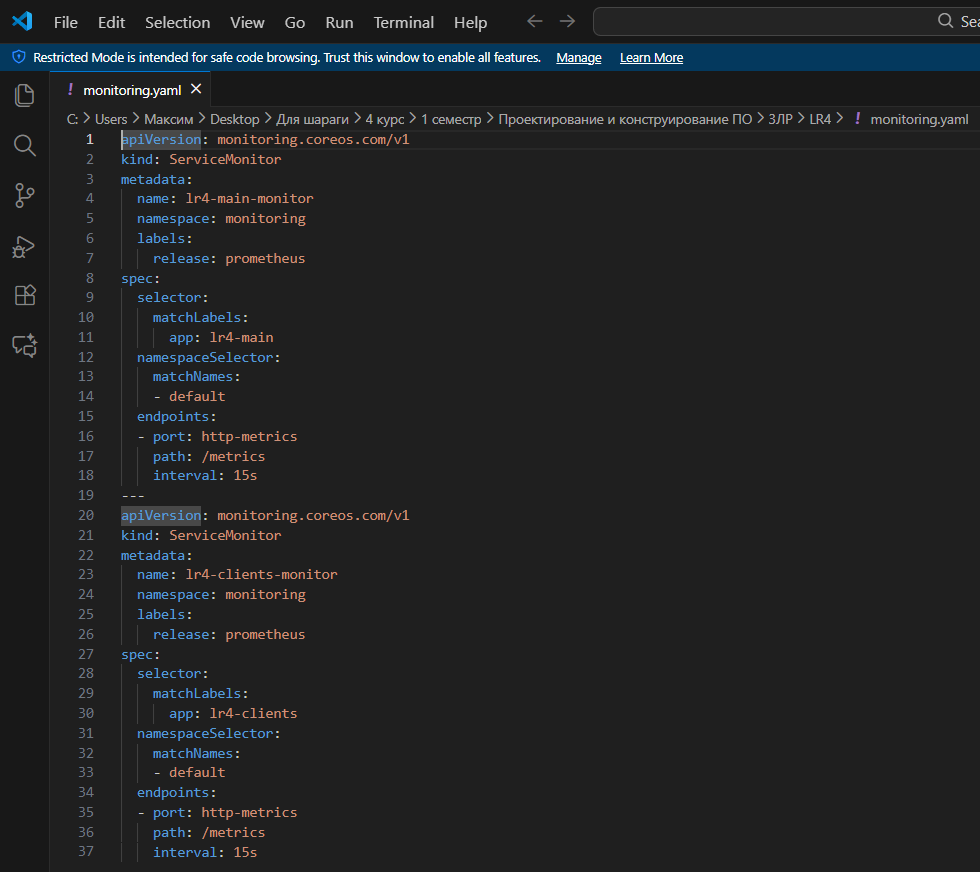 File Edit Selection View Go Run Terminal Help Sea
Restricted Mode is intended for safe code browsing. Trust this window to enable all features. Manage Learn More
! monitoring.yaml
C: > Users > Максим > Desktop > Для шараги > 4 курс > 1 семестр > Проектирование и конструирование ПО > 3ЛР > LR4 > ! monitoring.yaml
1 apiVersion: monitoring.coreos.com/v1
2 kind: ServiceMonitor
3 metadata:
4   name: lr4-main-monitor
5   namespace: monitoring
6   labels:
7     release: prometheus
8 spec:
9   selector:
10     matchLabels:
11       app: lr4-main
12   namespaceSelector:
13     matchNames:
14     - default
15   endpoints:
16   - port: http-metrics
17     path: /metrics
18     interval: 15s
19 ---
20 apiVersion: monitoring.coreos.com/v1
21 kind: ServiceMonitor
22 metadata:
23   name: lr4-clients-monitor
24   namespace: monitoring
25   labels:
26     release: prometheus
27 spec:
28   selector:
29     matchLabels:
30       app: lr4-clients
31   namespaceSelector:
32     matchNames:
33     - default
34   endpoints:
35   - port: http-metrics
36     path: /metrics
37     interval: 15s